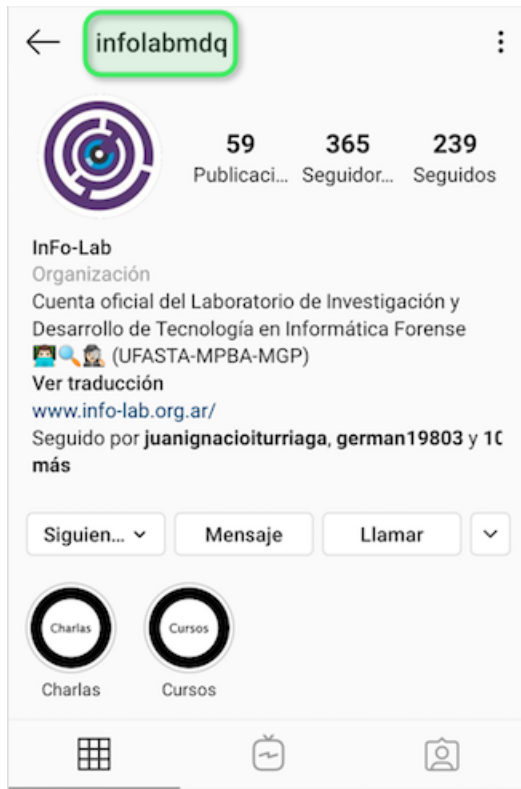 infolabmdq
59 365 239
Publicaci... Seguidor... Seguidos
InFo-Lab
Organización
Cuenta oficial del Laboratorio de Investigación y
Desarrollo de Tecnología en Informática Forense
(UFASTA-MPBA-MGP)
Ver traducción
www.info-lab.org.ar/
Seguido por juanignacioiturriaga, german19803 y 10
más
Siguien... Mensaje Llamar
Charlas Cursos
Charlas Cursos